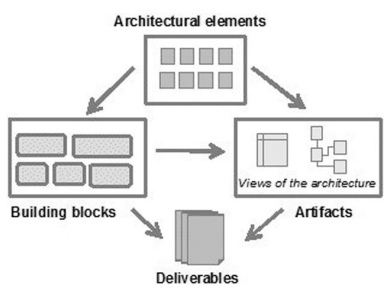 Architectural elements
Views of the architecture
Building blocks
Artifacts
Deliverables